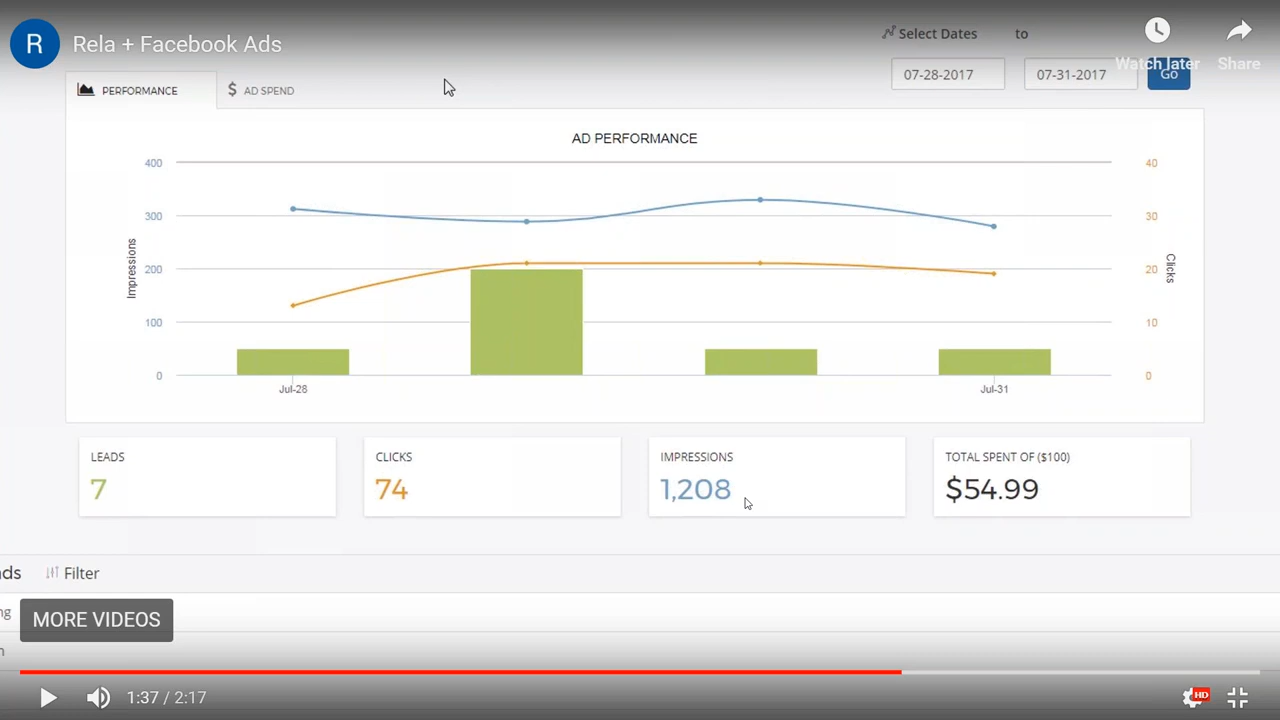 R
Rela + Facebook Ads
Select Dates to
Watch later Share
07-28-2017 07-31-2017 Go
PERFORMANCE
$ AD SPEND
AD PERFORMANCE
400 40
300 30
200 20
100 10
0 0
Impressions
Clicks
Jul-28 Jul-31
LEADS
7
CLICKS
74
IMPRESSIONS
1,208
TOTAL SPENT OF ($100)
$54.99
ds Filter
ng
MORE VIDEOS
1:37 / 2:17
HD